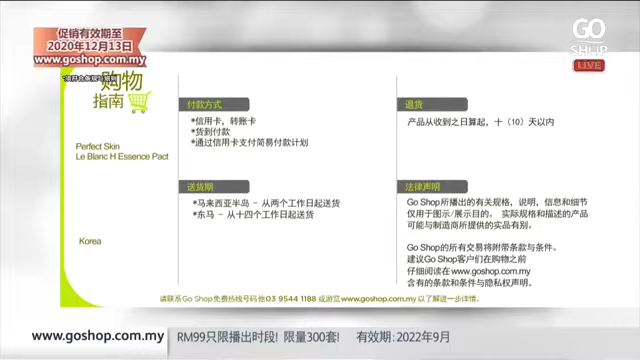 促销有效期至
2020年12月13日
www.goshop.com.my
GO
SHOP
LIVE
购物
指南
Perfect Skin
Le Blanc H Essence Pact
Korea
付款方式
*信用卡，转账卡
*货到付款
*通过信用卡支付简易付款计划
送货期
*马来西亚半岛 - 从两个工作日起送货
*东马 - 从十四个工作日起送货
退货
产品从收到之日算起，十（10）天以内
法律声明
Go Shop所播出的有关规格，说明，信息和细节
仅用于图示/展示目的。 实际规格和描述的产品
可能与制造商所提供的实品有别。
Go Shop的所有交易将附带条款与条件。
建议Go Shop客户们在购物之前
仔细阅读在www.goshop.com.my
含有的条款和条件与隐私权声明。
请联系Go Shop免费热线号码他03 9544 1188 或游览www.goshop.com.my 以了解进一步详情。
www.goshop.com.my
RM99只限播出时段! 限量300套! 有效期:2022年9月